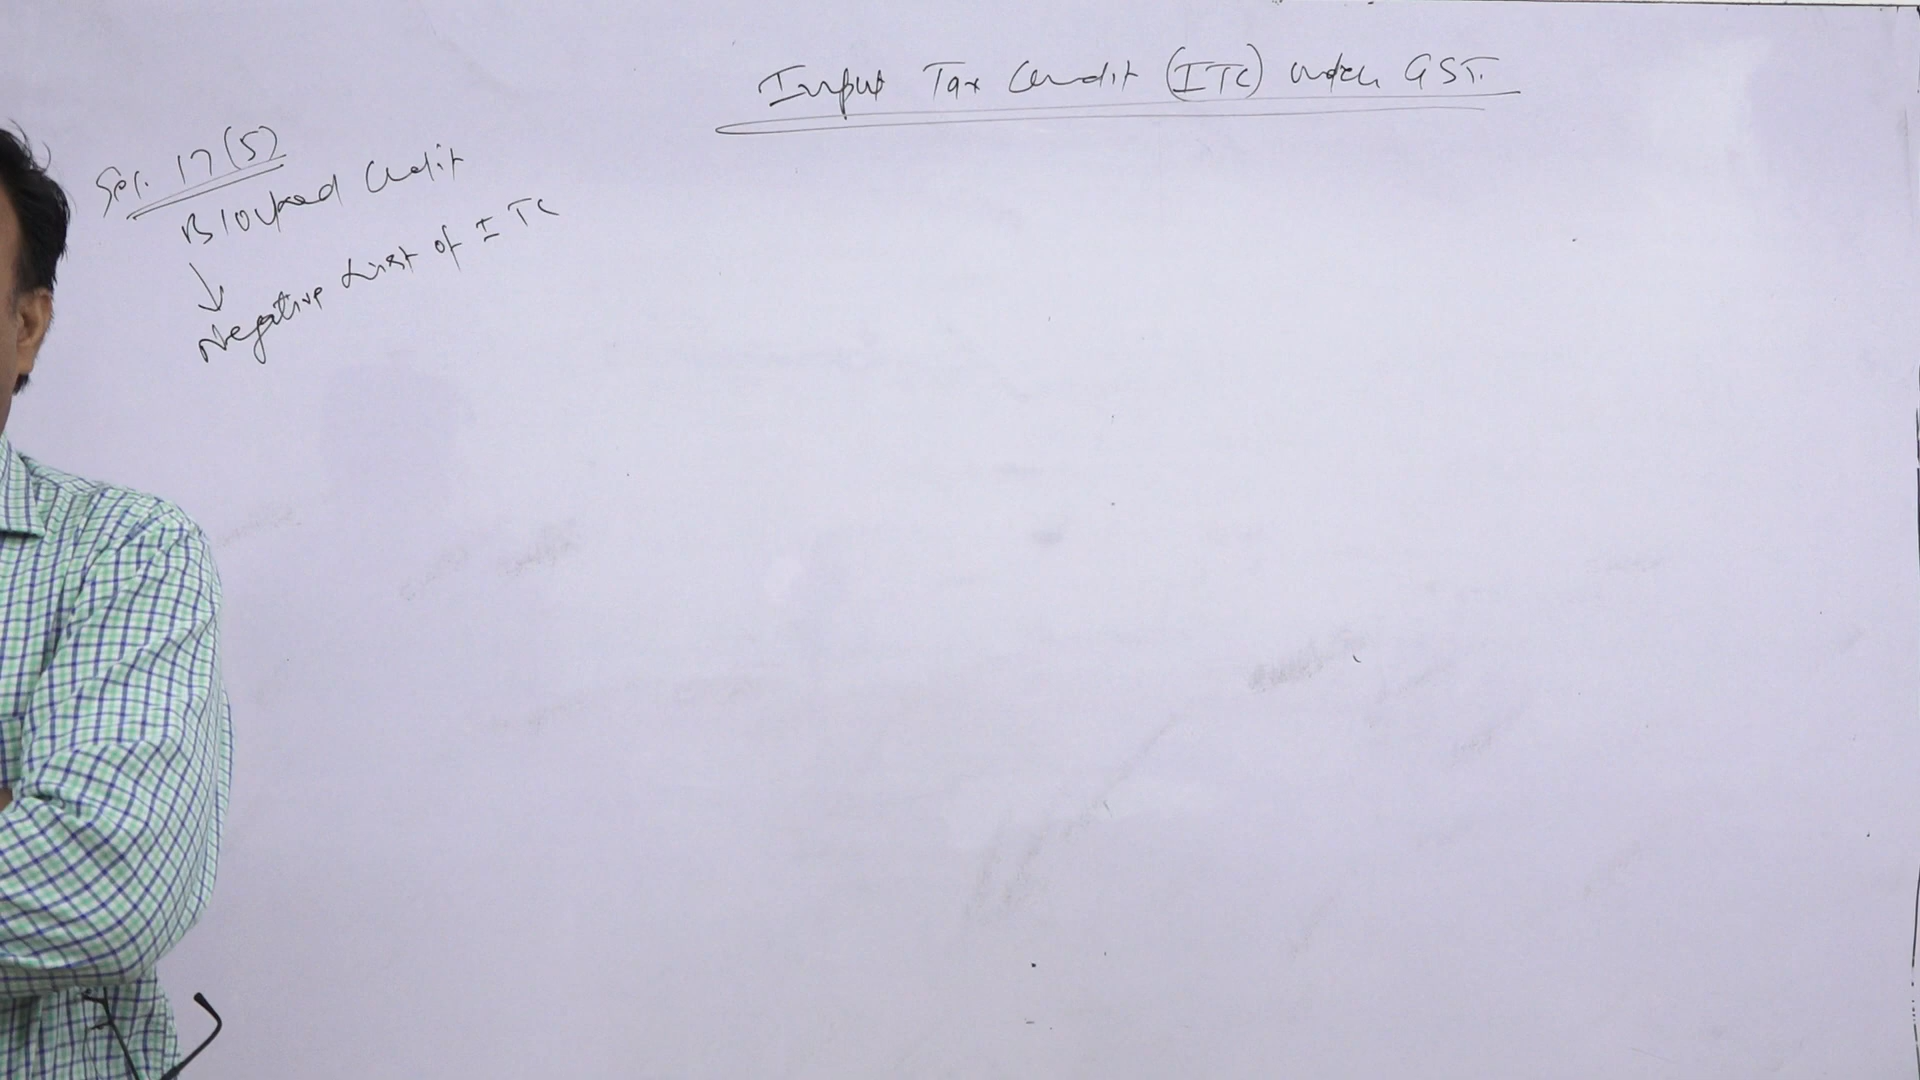 Input Tax Credit (ITC) under GST.
Sec. 17(5)
Blocked Credit
↓
Negative List of ITC